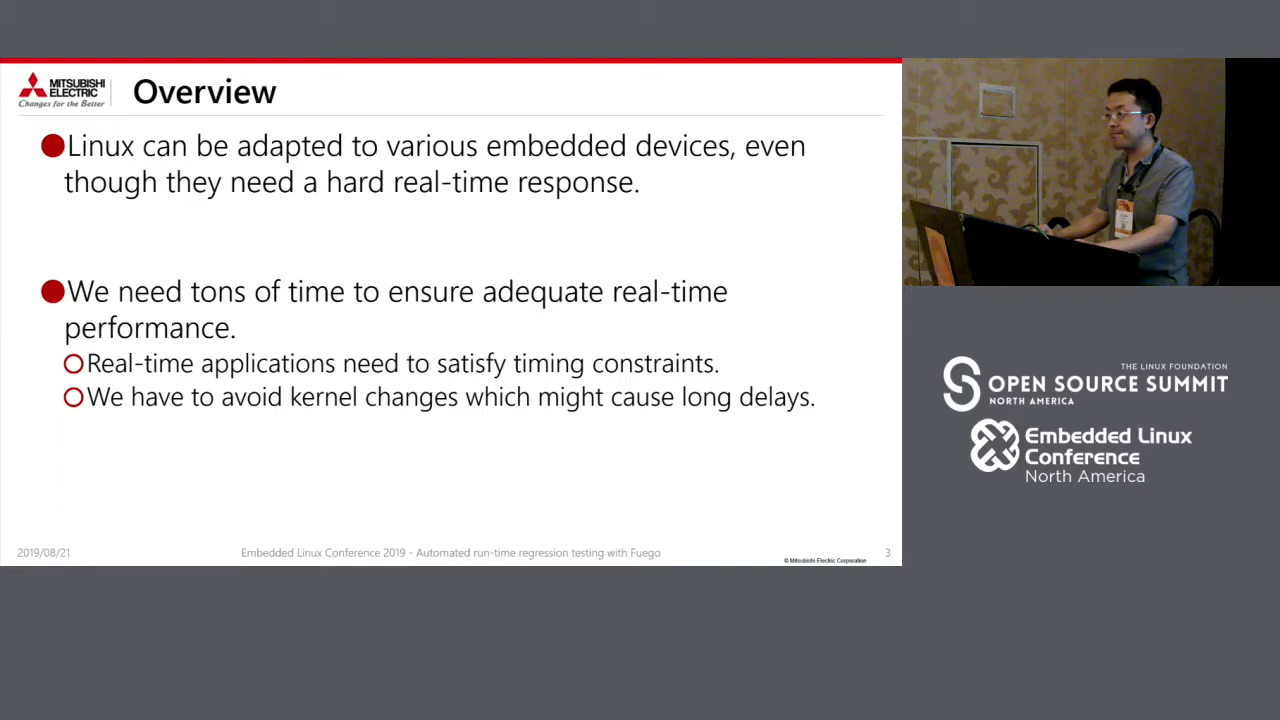 MITSUBISHI
ELECTRIC
Changes for the Better
Overview
Linux can be adapted to various embedded devices, even
though they need a hard real-time response.
We need tons of time to ensure adequate real-time
performance.
Real-time applications need to satisfy timing constraints.
We have to avoid kernel changes which might cause long delays.
2019/08/21
Embedded Linux Conference 2019 - Automated run-time regression testing with Fuego
3
© Mitsubishi Electric Corporation
THE LINUX FOUNDATION
OPEN SOURCE SUMMIT
NORTH AMERICA
Embedded Linux
Conference
North America